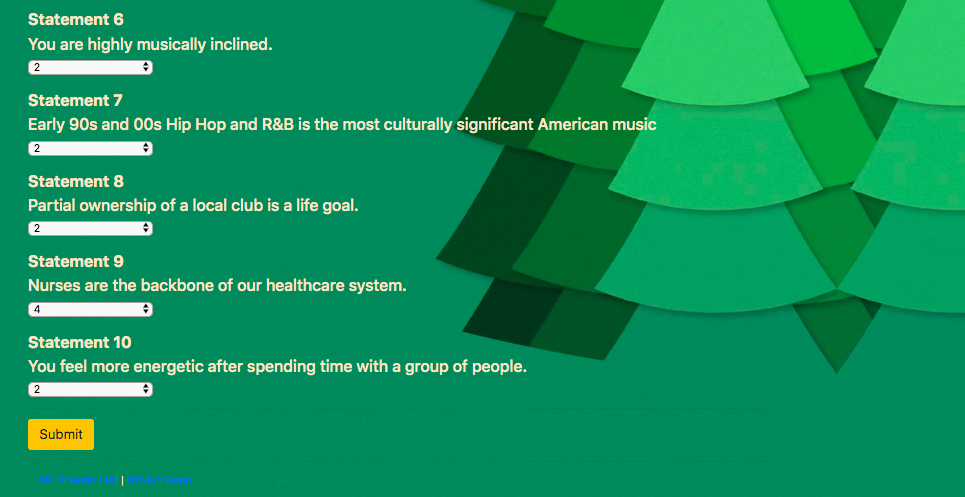 Statement 6
You are highly musically inclined.
2
Statement 7
Early 90s and 00s Hip Hop and R&B is the most culturally significant American music
2
Statement 8
Partial ownership of a local club is a life goal.
2
Statement 9
Nurses are the backbone of our healthcare system.
4
Statement 10
You feel more energetic after spending time with a group of people.
2
Submit
API Friends List | GitHub Repo